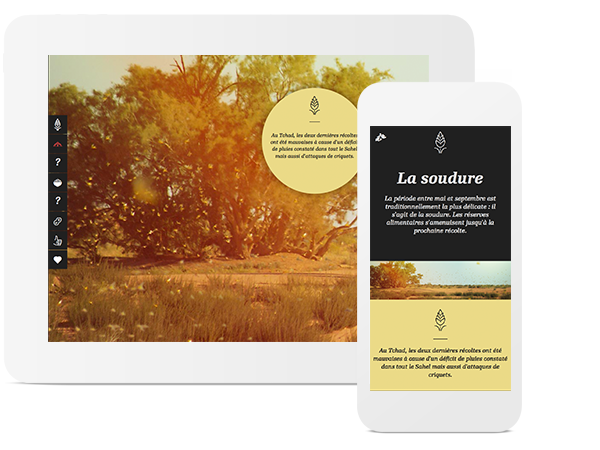 Au Tchad, les deux dernières récoltes
ont été mauvaises à cause d'un déficit
de pluies constaté dans tout le Sahel
mais aussi d'attaques de criquets.
?
?
La soudure
La période entre mai et septembre est
traditionnellement la plus délicate : il
s'agit de la soudure. Les réserves
alimentaires s'amenuisent jusqu'à la
prochaine récolte.
Au Tchad, les deux dernières récoltes ont été
mauvaises à cause d'un déficit de pluies constaté
dans tout le Sahel mais aussi d'attaques de
criquets.